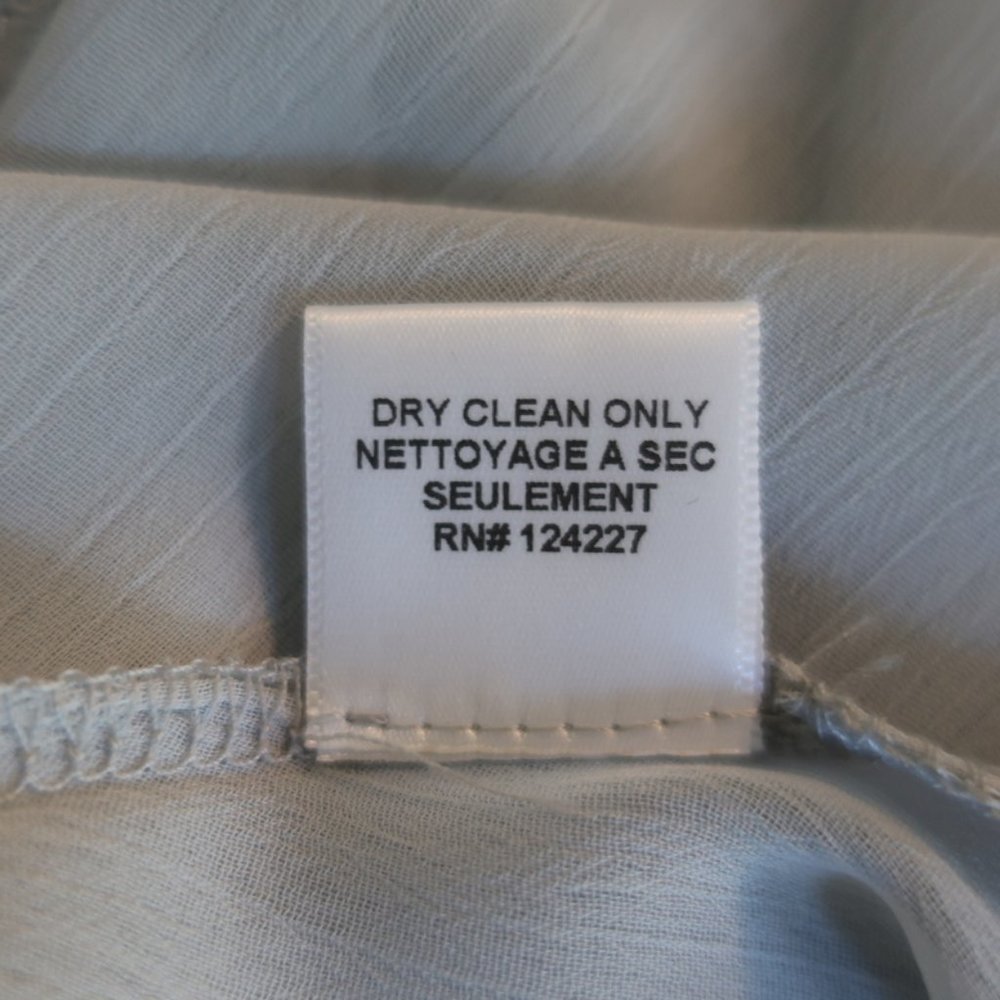 DRY CLEAN ONLY
NETTOYAGE A SEC
SEULEMENT
RN# 124227